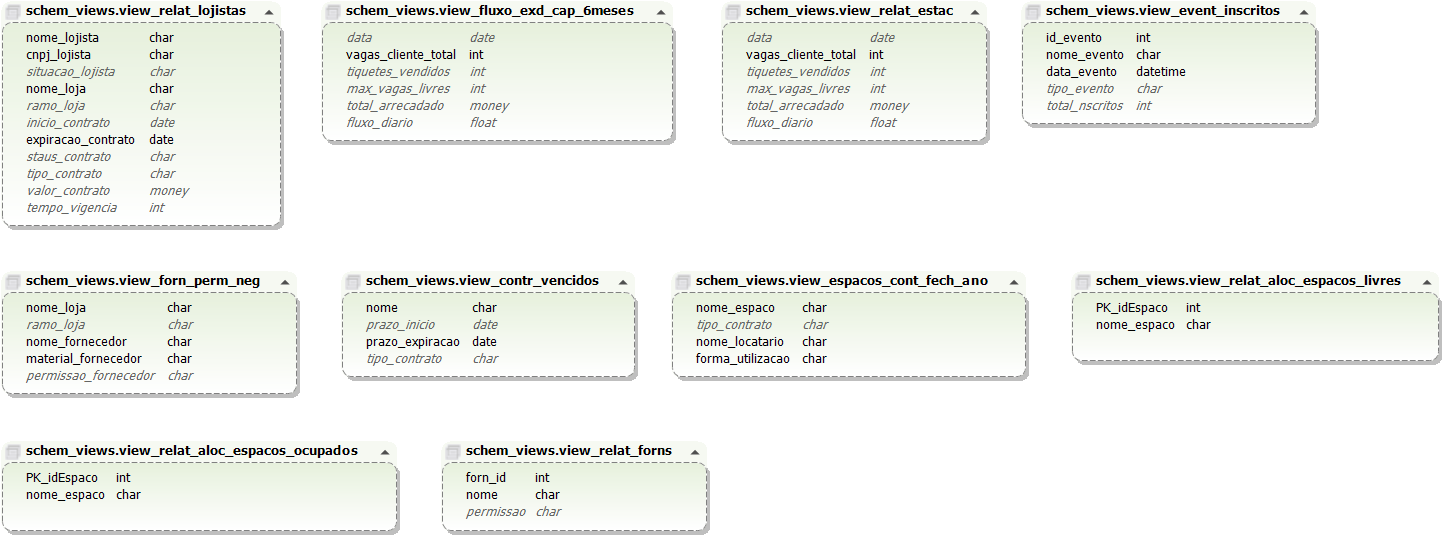 schem_views.view_relat_lojistas
nome_lojista char
cnpj_lojista char
situacao_lojista char
nome_loja char
ramo_loja char
inicio_contrato date
expiracao_contrato date
staus_contrato char
tipo_contrato char
valor_contrato money
tempo_vigencia int
schem_views.view_fluxo_exd_cap_6meses
data date
vagas_cliente_total int
tiquetes_vendidos int
max_vagas_livres int
total_arrecadado money
fluxo_diario float
schem_views.view_relat_estac
data date
vagas_cliente_total int
tiquetes_vendidos int
max_vagas_livres int
total_arrecadado money
fluxo_diario float
schem_views.view_event_inscritos
id_evento int
nome_evento char
data_evento datetime
tipo_evento char
total_nscritos int
schem_views.view_forn_perm_neg
nome_loja char
ramo_loja char
nome_fornecedor char
material_fornecedor char
permissao_fornecedor char
schem_views.view_contr_vencidos
nome char
prazo_inicio date
prazo_expiracao date
tipo_contrato char
schem_views.view_espacos_cont_fech_ano
nome_espaco char
tipo_contrato char
nome_locatario char
forma_utilizacao char
schem_views.view_relat_aloc_espacos_livres
PK_idEspaco int
nome_espaco char
schem_views.view_relat_aloc_espacos_ocupados
PK_idEspaco int
nome_espaco char
schem_views.view_relat_forns
forn_id int
nome char
permissao char